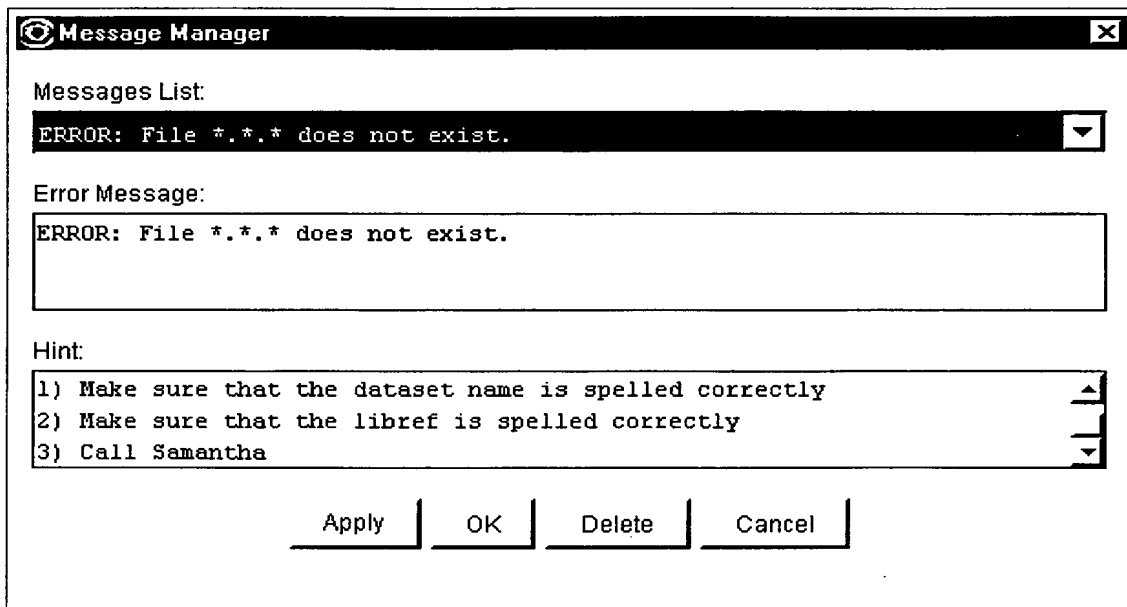 Message Manager
Messages List:
ERROR: File *.*.* does not exist.
Error Message:
ERROR: File *.*.* does not exist.
Hint:
1) Make sure that the dataset name is spelled correctly
2) Make sure that the libref is spelled correctly
3) Call Samantha
Apply OK Delete Cancel